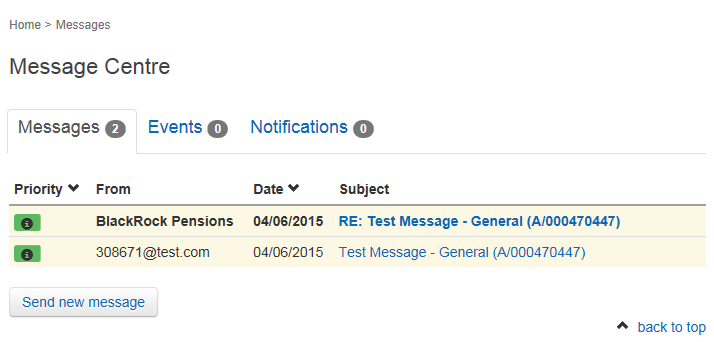 Home > Messages
Message Centre
Messages 2 Events 0 Notifications 0
Priority From Date Subject
BlackRock Pensions 04/06/2015 RE: Test Message - General (A/000470447)
308671@test.com 04/06/2015 Test Message - General (A/000470447)
Send new message
back to top